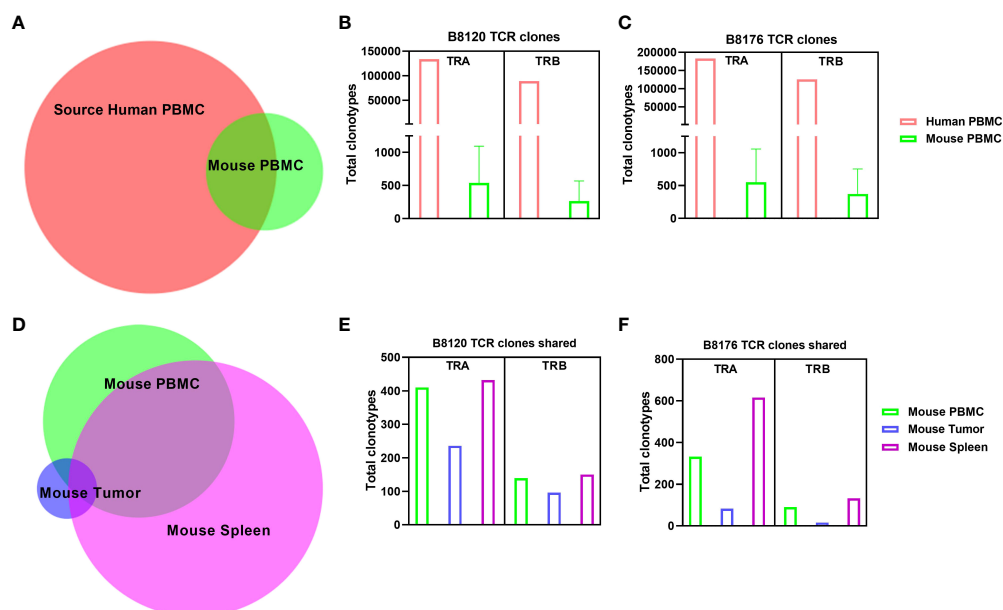 A
Source Human PBMC
Mouse PBMC
B
B8120 TCR clones
TRA
TRB
Total clonotypes
150000
100000
50000
1000
500
0
C
B8176 TCR clones
TRA
TRB
Total clonotypes
200000
150000
100000
50000
1000
500
0
Human PBMC
Mouse PBMC
D
Mouse PBMC
Mouse Tumor
Mouse Spleen
E
B8120 TCR clones shared
TRA
TRB
Total clonotypes
500
400
300
200
100
0
F
B8176 TCR clones shared
TRA
TRB
Total clonotypes
800
600
400
200
0
Mouse PBMC
Mouse Tumor
Mouse Spleen